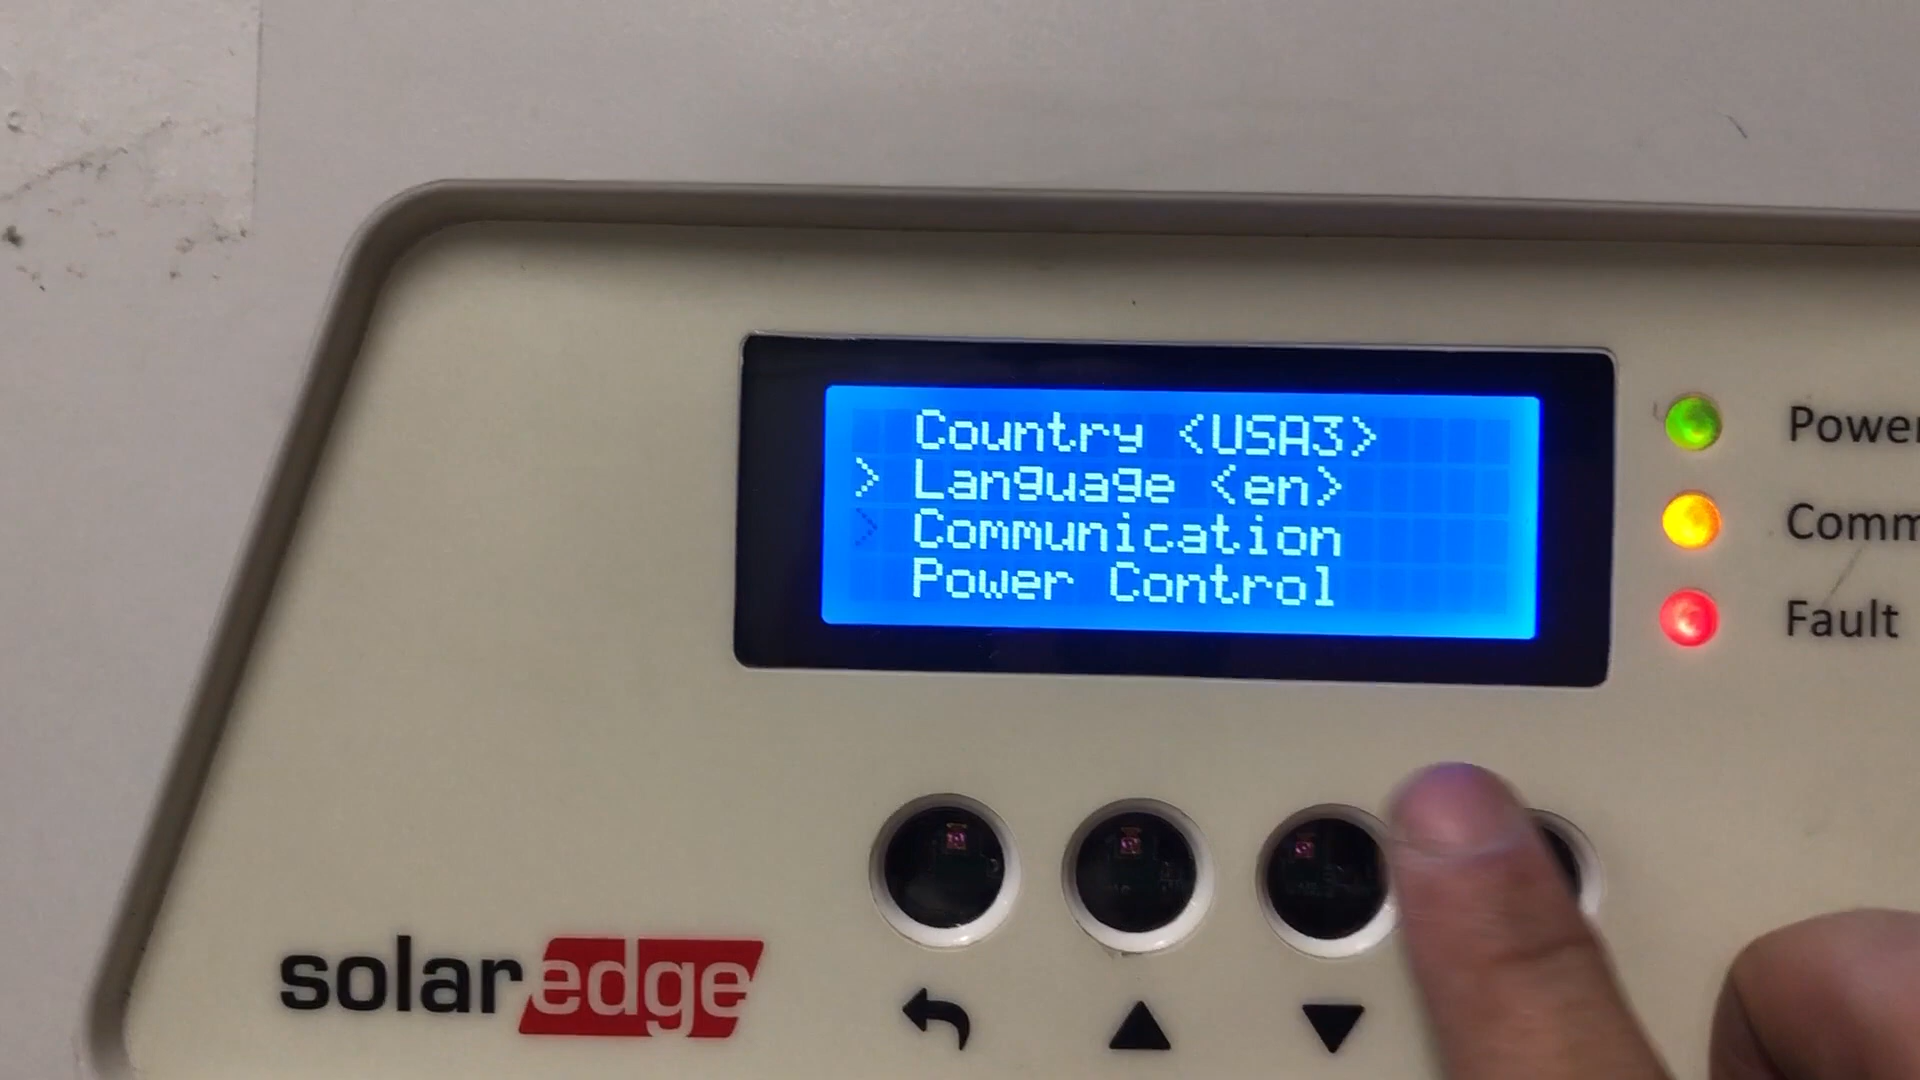 Country <USA3>
> Language <en>
> Communication
Power Control
Power
Comm
Fault
solaredge